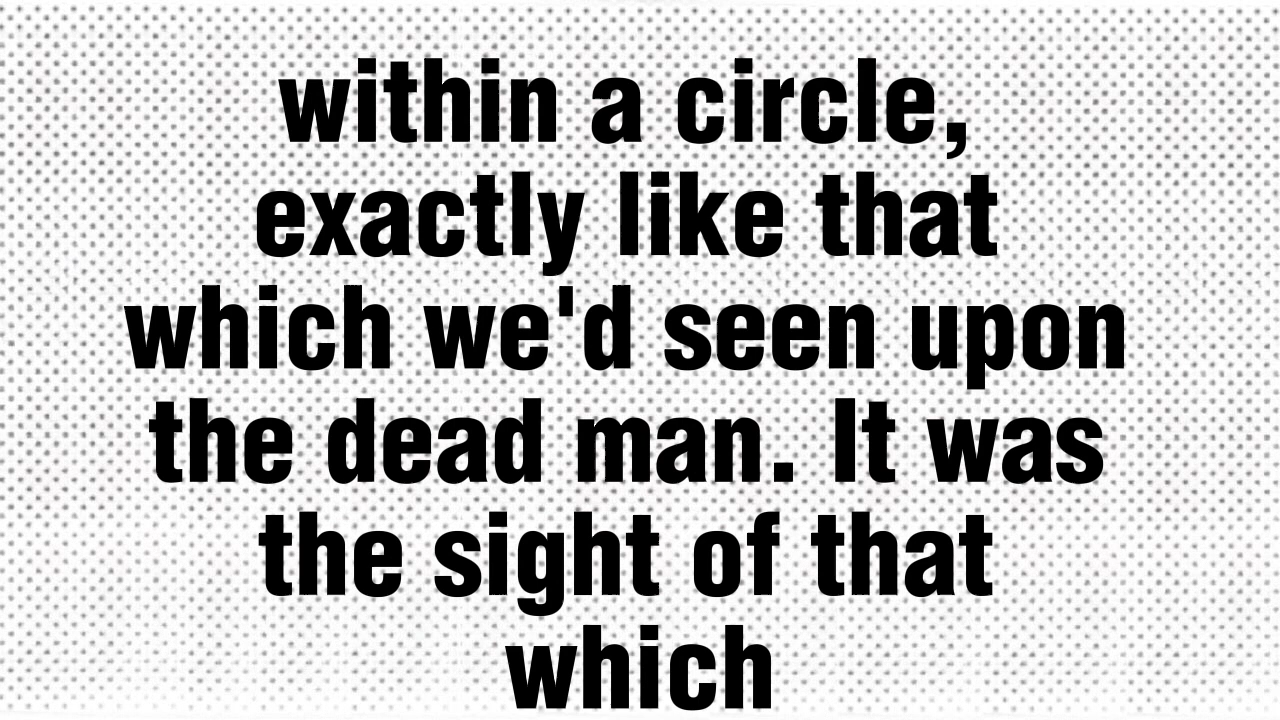 within a circle,
exactly like that
which we'd seen upon
the dead man. It was
the sight of that
which